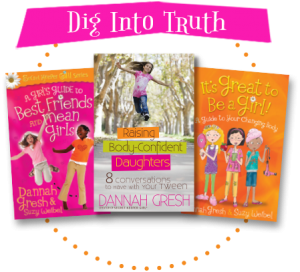 Dig Into Truth
A GIRL'S GUIDE TO
Best Friends
AND
mean
Girls
Dannah
Gresh
& Suzy Weibel
Raising
Body-Confident
Daughters
8 conversations
to have with your tween
DANNAH GRESH
It's Great to
Be a Girl!
A Guide to Your Changing Body
Gresh & Suzy Weibel